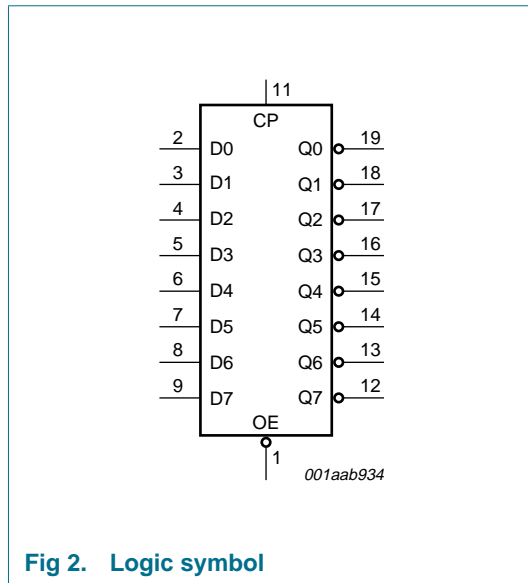 11
CP
2 D0 Q0 19
3 D1 Q1 18
4 D2 Q2 17
5 D3 Q3 16
6 D4 Q4 15
7 D5 Q5 14
8 D6 Q6 13
9 D7 Q7 12
OE
1
001aab934
Fig 2. Logic symbol